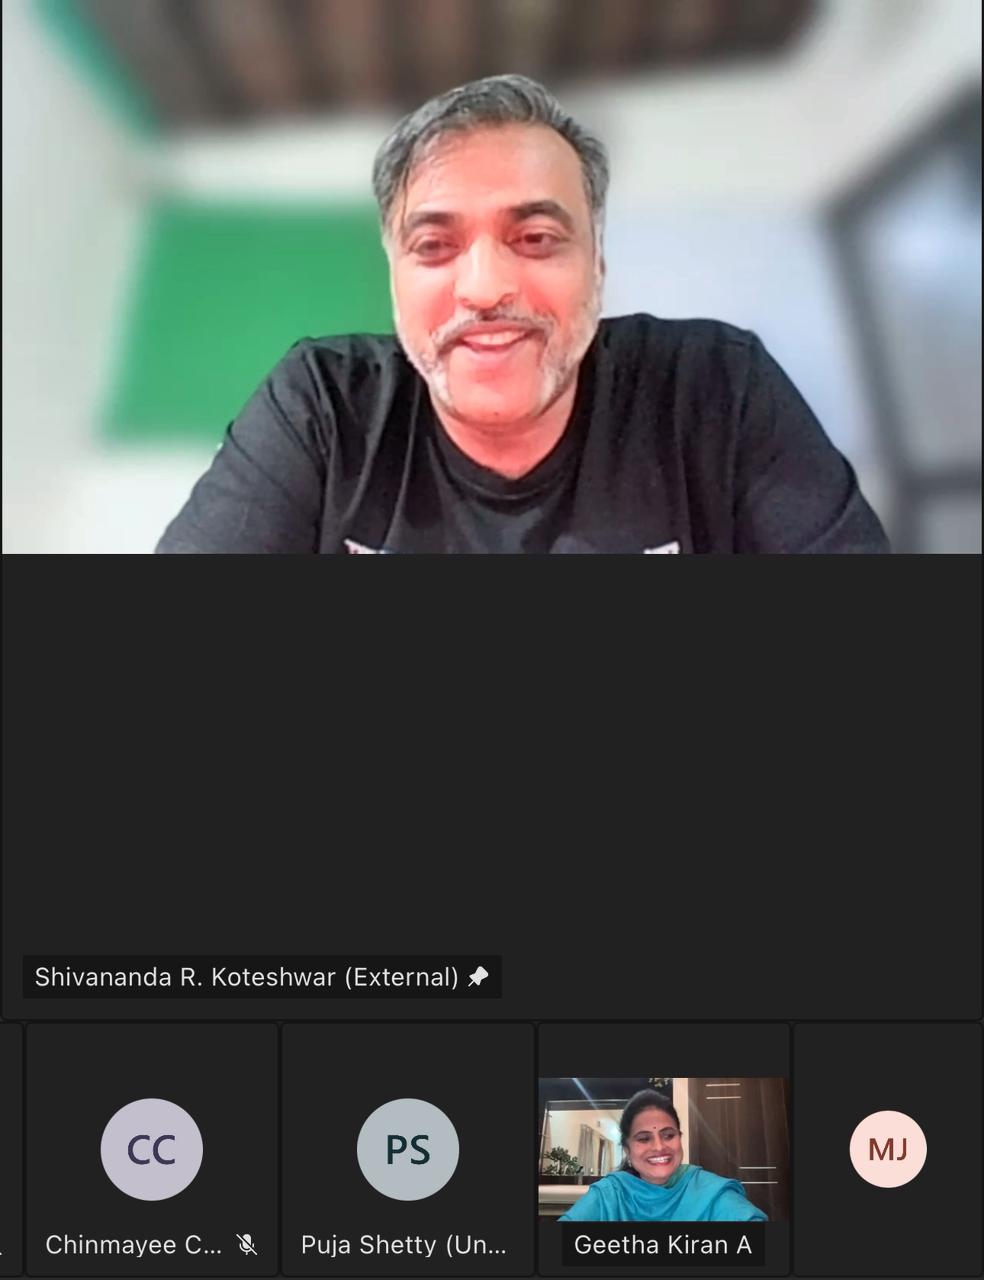 Shivananda R. Koteshwar (External)
CC
PS
MJ
Chinmayee C...
Puja Shetty (Un...
Geetha Kiran A